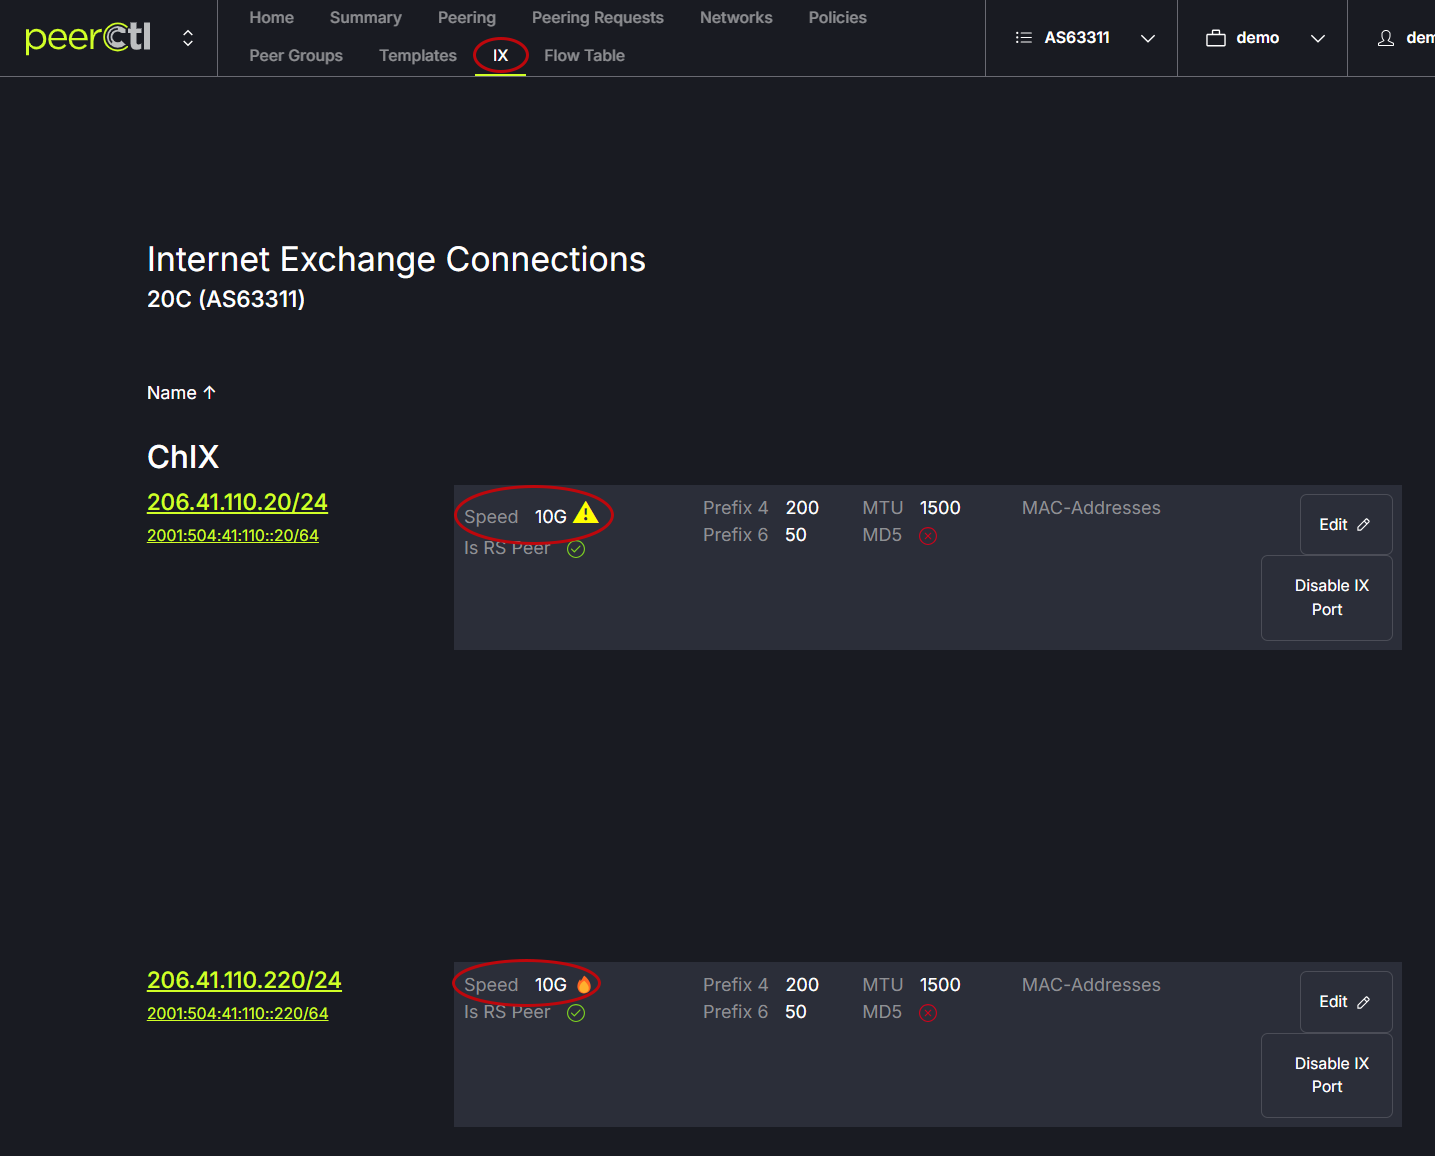 peerCtl
Home Summary Peering Peering Requests Networks Policies
Peer Groups Templates IX Flow Table
AS63311
demo
dem
Internet Exchange Connections
20C (AS63311)
Name ↑
ChIX
206.41.110.20/24
2001:504:41:110::20/64
Speed 10G
Is RS Peer
Prefix 4 200
Prefix 6 50
MTU 1500
MD5
MAC-Addresses
Edit
Disable IX
Port
206.41.110.220/24
2001:504:41:110::220/64
Speed 10G
Is RS Peer
Prefix 4 200
Prefix 6 50
MTU 1500
MD5
MAC-Addresses
Edit
Disable IX
Port